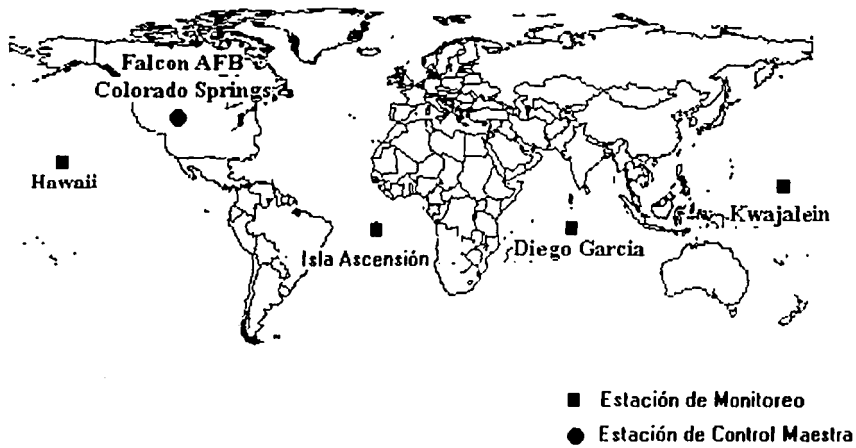 Falcon AFB
Colorado Springs
Hawaii
Isla Ascensión
Diego Garcia
Kwajalein
Estación de Monitoreo
Estación de Control Maestra